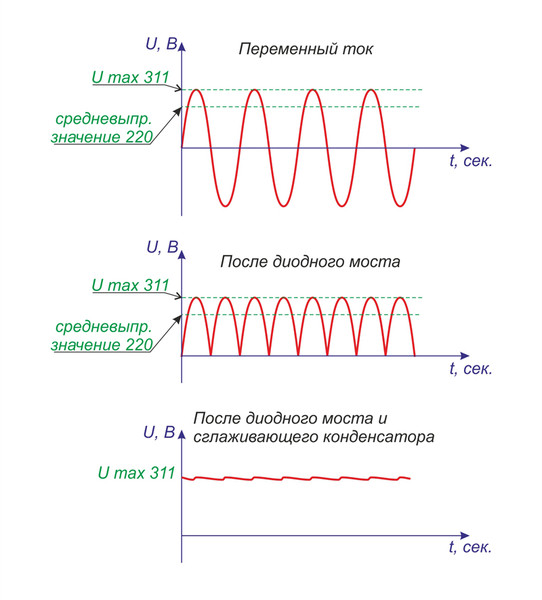 U, В
Переменный ток
U max 311
средневыпр.
значение 220
t, сек.
U, В
После диодного моста
U max 311
средневыпр.
значение 220
t, сек.
После диодного моста и
сглаживающего конденсатора
U, В
U max 311
t, сек.